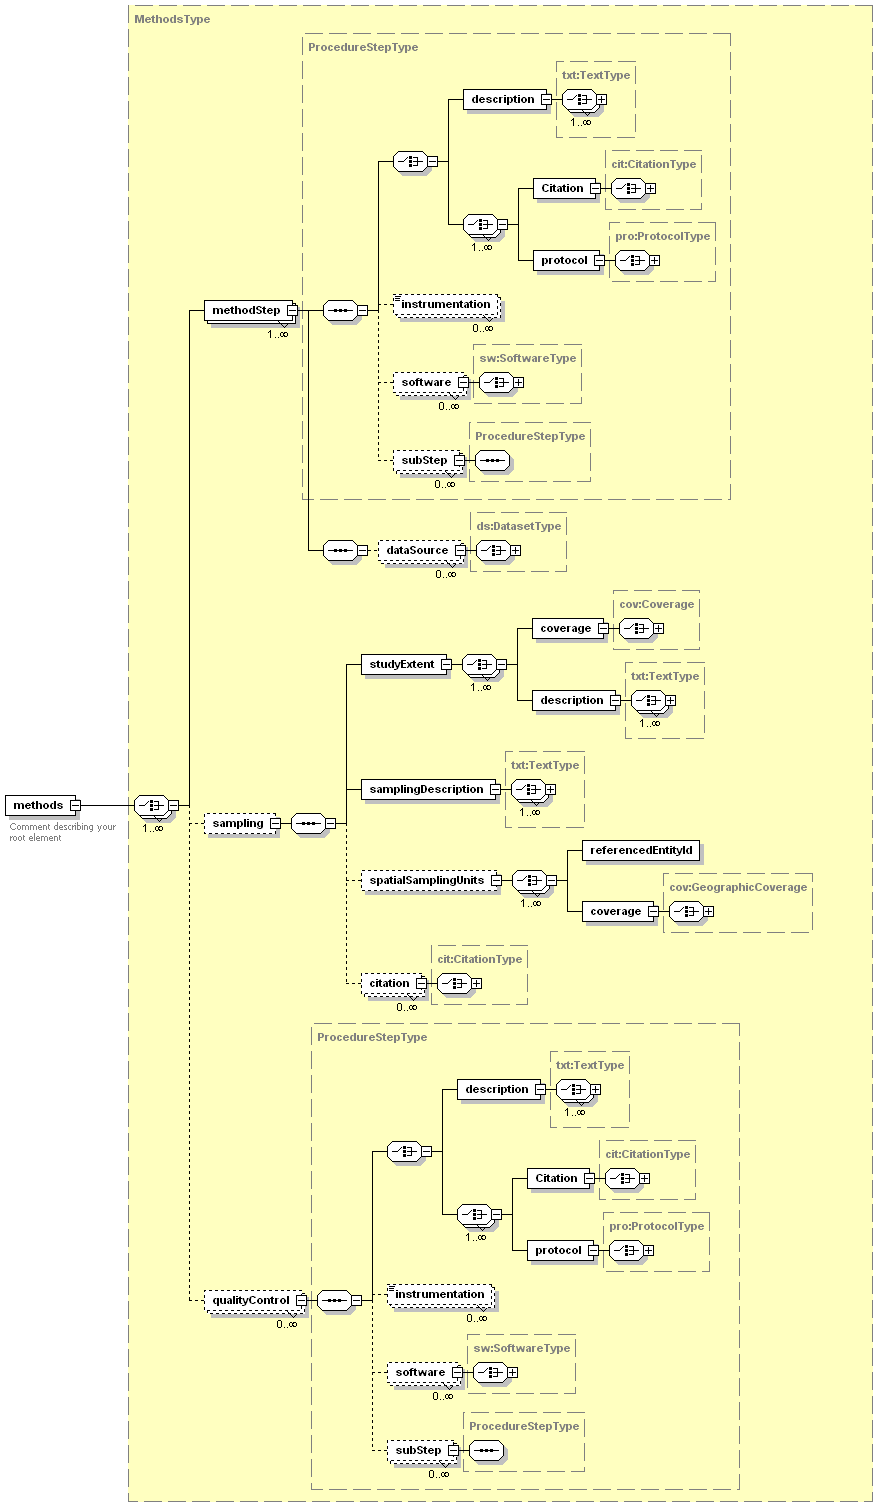 MethodsType
ProcedureStepType
txt:TextType
description
1..∞
cit:CitationType
Citation
1..∞
pro:ProtocolType
protocol
methodStep
1..∞
instrumentation
0..∞
sw:SoftwareType
software
0..∞
ProcedureStepType
subStep
0..∞
ds:DatasetType
dataSource
0..∞
cov:Coverage
coverage
studyExtent
1..∞
txt:TextType
description
1..∞
txt:TextType
samplingDescription
1..∞
methods
Comment describing your
root element
1..∞
sampling
referencedEntityId
spatialSamplingUnits
1..∞
cov:GeographicCoverage
coverage
cit:CitationType
citation
0..∞
ProcedureStepType
txt:TextType
description
1..∞
cit:CitationType
Citation
1..∞
pro:ProtocolType
protocol
qualityControl
0..∞
instrumentation
0..∞
sw:SoftwareType
software
0..∞
ProcedureStepType
subStep
0..∞